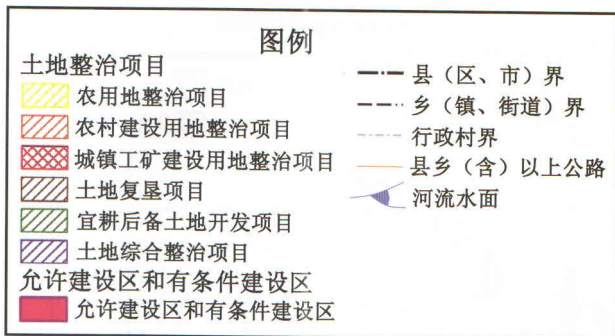 图例
土地整治项目
农用地整治项目
农村建设用地整治项目
城镇工矿建设用地整治项目
土地复垦项目
宜耕后备土地开发项目
土地综合整治项目
允许建设区和有条件建设区
允许建设区和有条件建设区
县（区、市）界
乡（镇、街道）界
行政村界
县乡（含）以上公路
河流水面